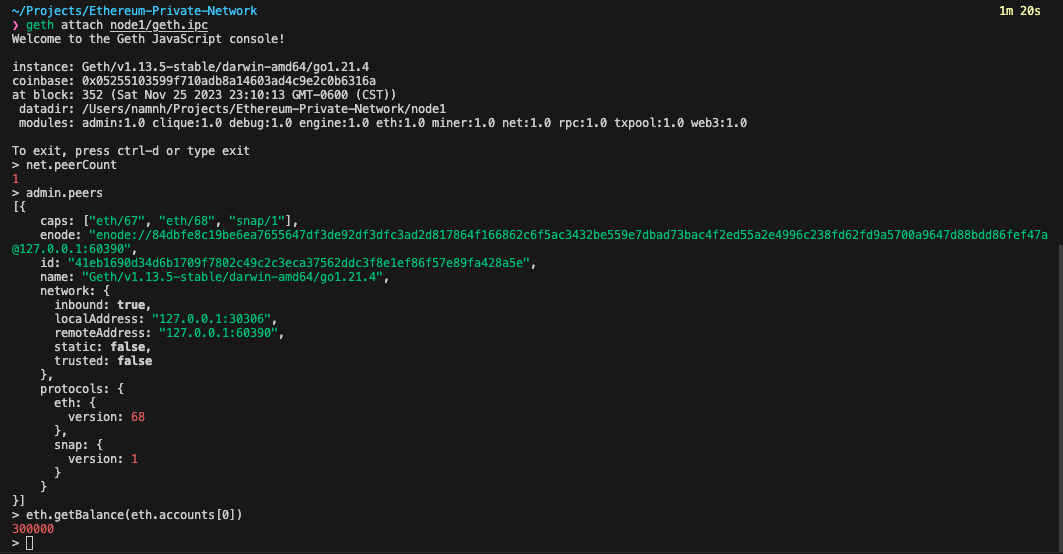 ~/Projects/Ethereum-Private-Network 1m 20s
❯ geth attach node1/geth.ipc
Welcome to the Geth JavaScript console!

instance: Geth/v1.13.5-stable/darwin-amd64/go1.21.4
coinbase: 0x05255103599f710adb8a14603ad4c9e2c0b6316a
at block: 352 (Sat Nov 25 2023 23:10:13 GMT-0600 (CST))
 datadir: /Users/namnh/Projects/Ethereum-Private-Network/node1
 modules: admin:1.0 clique:1.0 debug:1.0 engine:1.0 eth:1.0 miner:1.0 net:1.0 rpc:1.0 txpool:1.0 web3:1.0

To exit, press ctrl-d or type exit
> net.peerCount
1
> admin.peers
[{
    caps: ["eth/67", "eth/68", "snap/1"],
    enode: "enode://84dbfe8c19be6ea7655647df3de92df3dfc3ad2d817864f166862c6f5ac3432be559e7dbad73bac4f2ed55a2e4996c238fd62fd9a5700a9647d88bdd86fef47a
@127.0.0.1:60390",
    id: "41eb1690d34d6b1709f7802c49c2c3eca37562ddc3f8e1ef86f57e89fa428a5e",
    name: "Geth/v1.13.5-stable/darwin-amd64/go1.21.4",
    network: {
      inbound: true,
      localAddress: "127.0.0.1:30306",
      remoteAddress: "127.0.0.1:60390",
      static: false,
      trusted: false
    },
    protocols: {
      eth: {
        version: 68
      },
      snap: {
        version: 1
      }
    }
}]
> eth.getBalance(eth.accounts[0])
300000
>